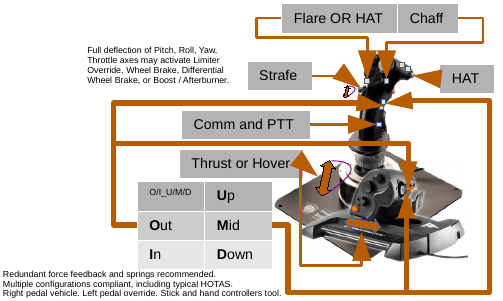 Flare OR HAT
Chaff
Full deflection of Pitch, Roll, Yaw,
Throttle axes may activate Limiter
Override, Wheel Brake, Differential
Wheel Brake, or Boost / Afterburner.
Strafe
HAT
Comm and PTT
Thrust or Hover
O/I_U/M/D
Up
Out
Mid
In
Down
Redundant force feedback and springs recommended.
Multiple configurations compliant, including typical HOTAS.
Right pedal vehicle. Left pedal override. Stick and hand controllers tool.